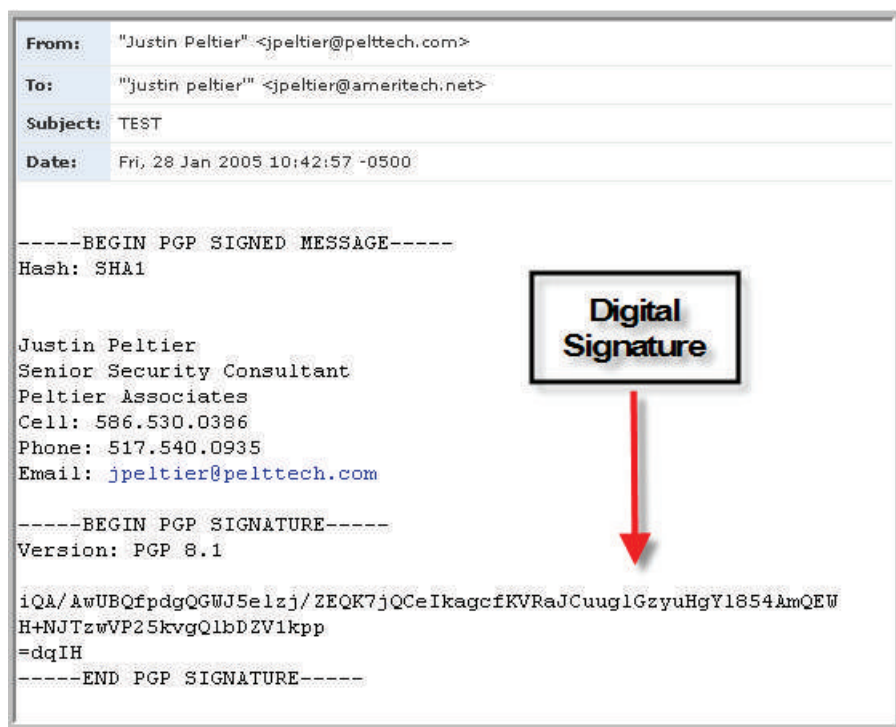 From: "Justin Peltier" <jpeltier@pelttech.com>
To: "'justin peltier'" <jpeltier@ameritech.net>
Subject: TEST
Date: Fri, 28 Jan 2005 10:42:57 -0500
-----BEGIN PGP SIGNED MESSAGE-----
Hash: SHA1
Digital
Signature
Justin Peltier
Senior Security Consultant
Peltier Associates
Cell: 586.530.0386
Phone: 517.540.0935
Email: jpeltier@pelttech.com
-----BEGIN PGP SIGNATURE-----
Version: PGP 8.1
iQA/AwUBQfpdgQGWJ5elzj/ZEQK7jQCeIkagcfKVRaJCuuglGzyuHgYl854AmQEW
H+NJTzwVP25kvgQlbDZV1kpp
=dqIH
-----END PGP SIGNATURE-----